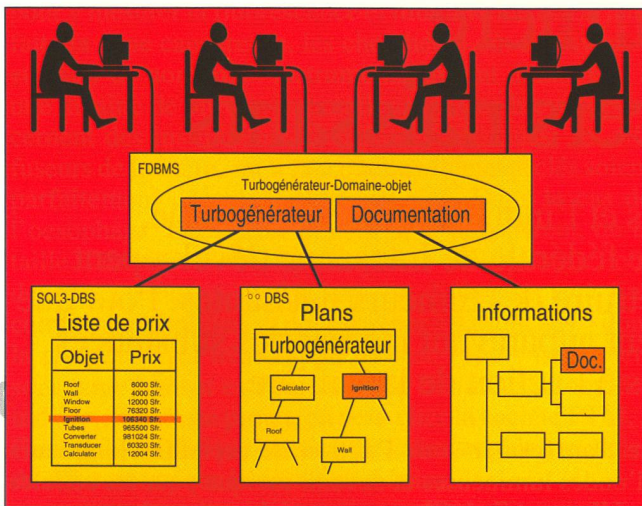 FDBMS
Turbogénérateur-Domaine-objet
Turbogénérateur Documentation
SQL3-DBS
Liste de prix
Objet Prix
Roof 8000 Sfr.
Wall 4000 Sfr.
Window 12000 Sfr.
Floor 76320 Sfr.
Ignition 106340 Sfr.
Tubes 965500 Sfr.
Converter 981024 Sfr.
Transducer 60320 Sfr.
Calculator 12004 Sfr.
°° DBS
Plans
Turbogénérateur
Calculator Ignition
Roof
Wall
Informations
Doc.